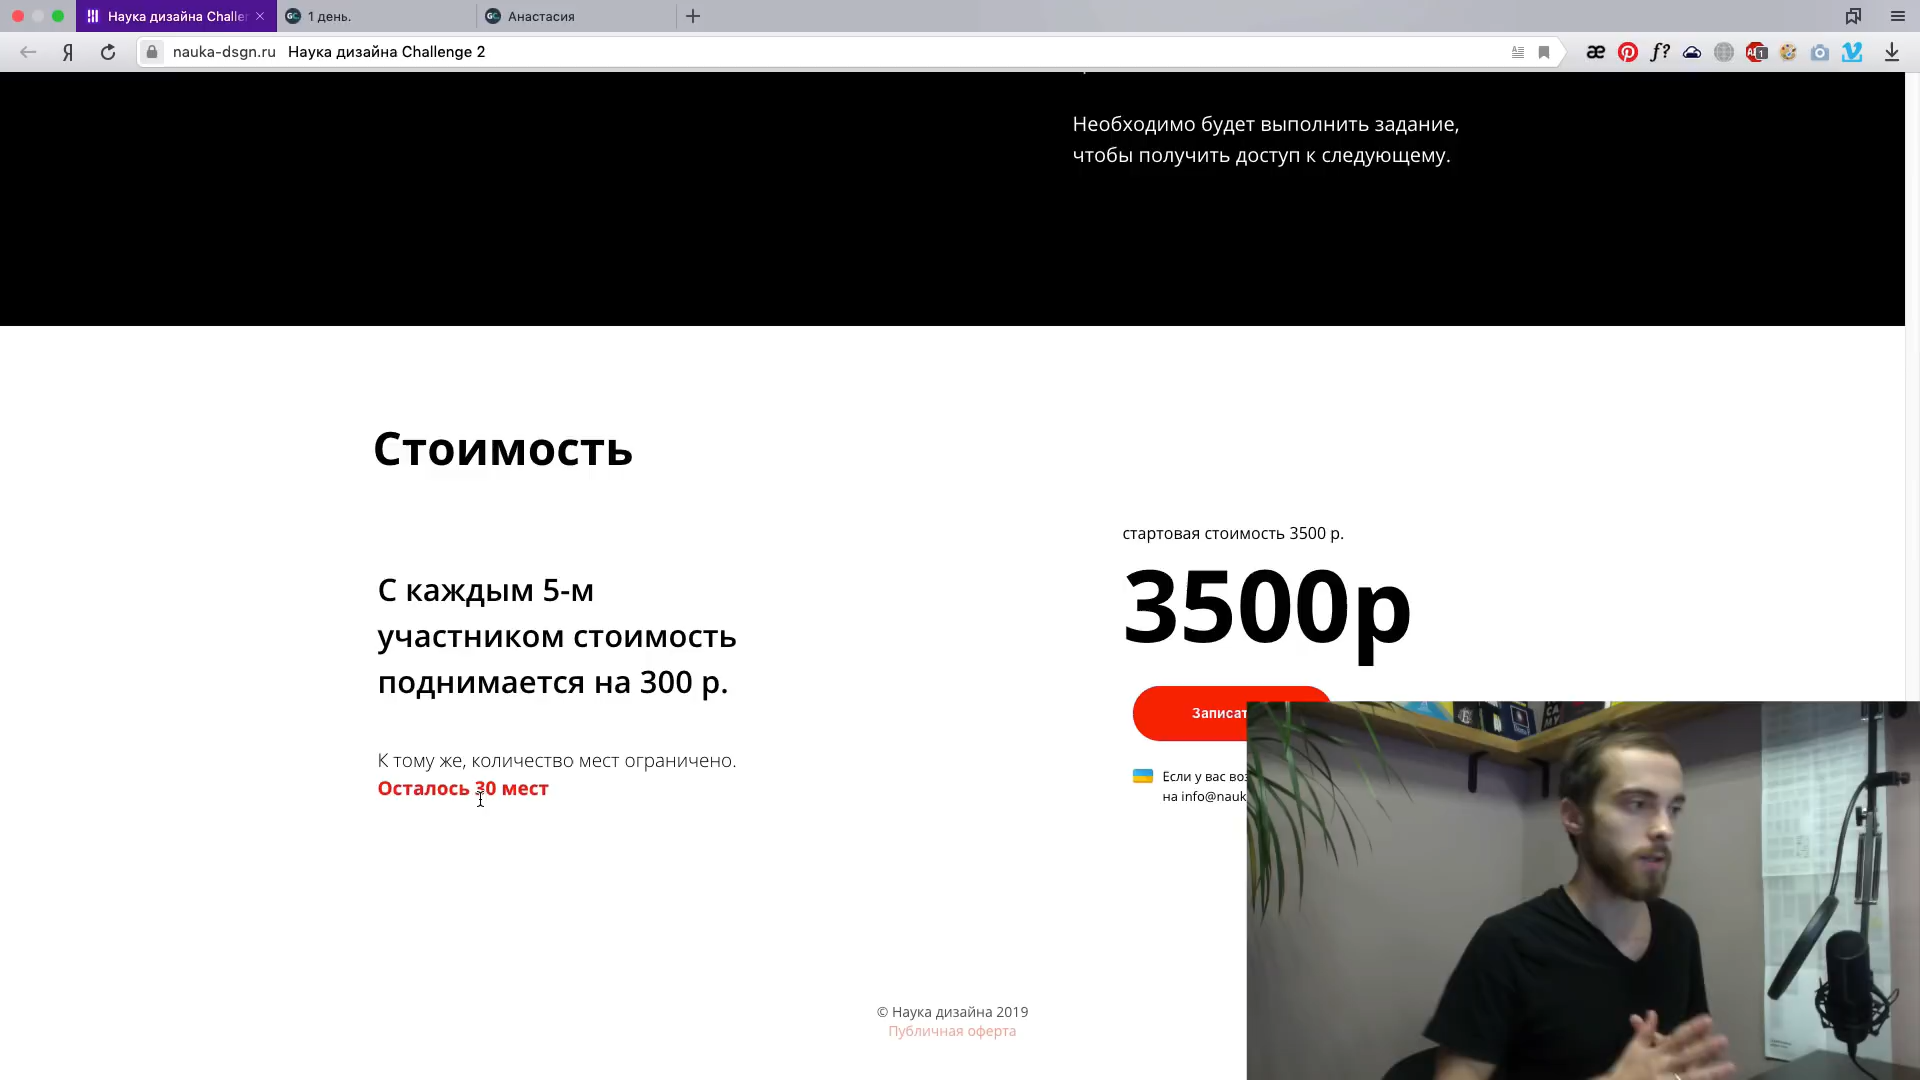 Наука дизайна Challe
1 день.
Анастасия
nauka-dsgn.ru Наука дизайна Challenge 2
Необходимо будет выполнить задание,
чтобы получить доступ к следующему.
Стоимость
С каждым 5-м
участником стоимость
поднимается на 300 р.
К тому же, количество мест ограничено.
Осталось 30 мест
стартовая стоимость 3500 р.
3500р
Записат
Если у вас воз
на info@nauk
© Наука дизайна 2019
Публичная оферта